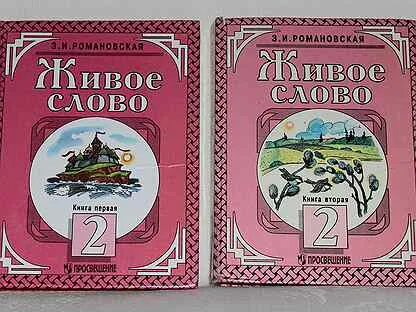 З.И.РОМАНОВСКАЯ
Живое
слово
Книга первая
2
ПРОСВЕЩЕНИЕ
З.И.РОМАНОВСКАЯ
Живое
слово
Книга вторая
2
ПРОСВЕЩЕНИЕ